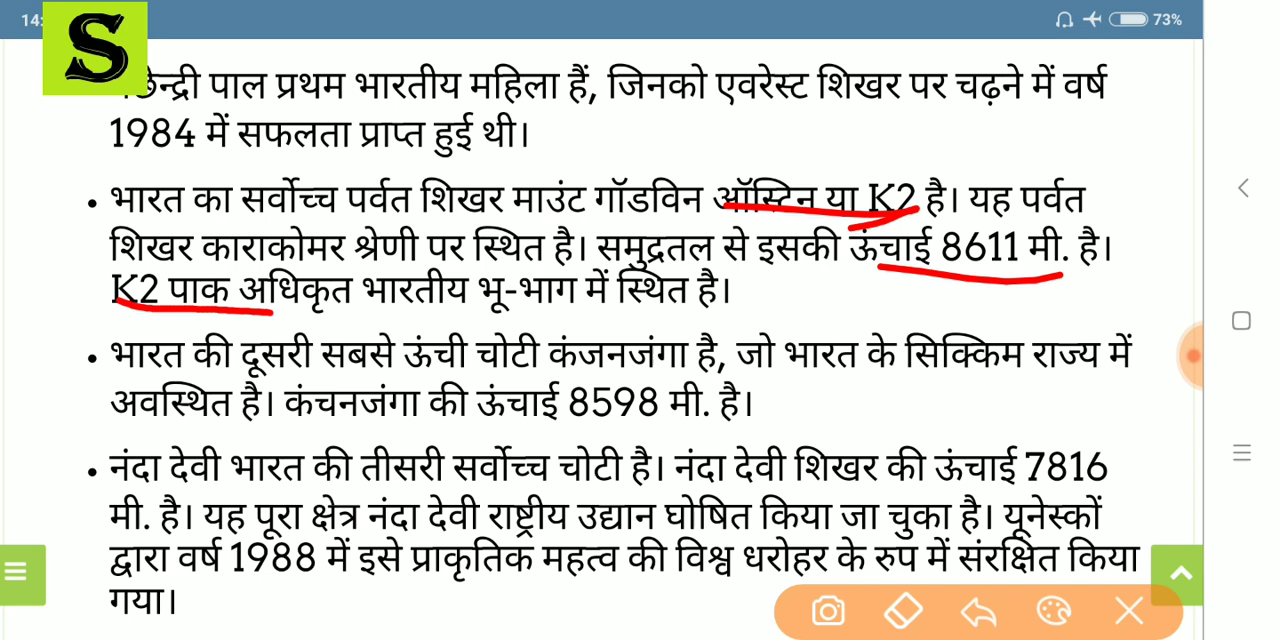 14:
73%
S
छेन्द्री पाल प्रथम भारतीय महिला हैं, जिनको एवरेस्ट शिखर पर चढ़ने में वर्ष
1984 में सफलता प्राप्त हुई थी।
• भारत का सर्वोच्च पर्वत शिखर माउंट गॉडविन ऑस्टिन या K2 है। यह पर्वत
शिखर काराकोमर श्रेणी पर स्थित है। समुद्रतल से इसकी ऊंचाई 8611 मी. है।
K2 पाक अधिकृत भारतीय भू-भाग में स्थित है।
• भारत की दूसरी सबसे ऊंची चोटी कंजनजंगा है, जो भारत के सिक्किम राज्य में
अवस्थित है। कंचनजंगा की ऊंचाई 8598 मी. है।
• नंदा देवी भारत की तीसरी सर्वोच्च चोटी है। नंदा देवी शिखर की ऊंचाई 7816
मी. है। यह पूरा क्षेत्र नंदा देवी राष्ट्रीय उद्यान घोषित किया जा चुका है। यूनेस्कों
द्वारा वर्ष 1988 में इसे प्राकृतिक महत्व की विश्व धरोहर के रुप में संरक्षित किया
गया।